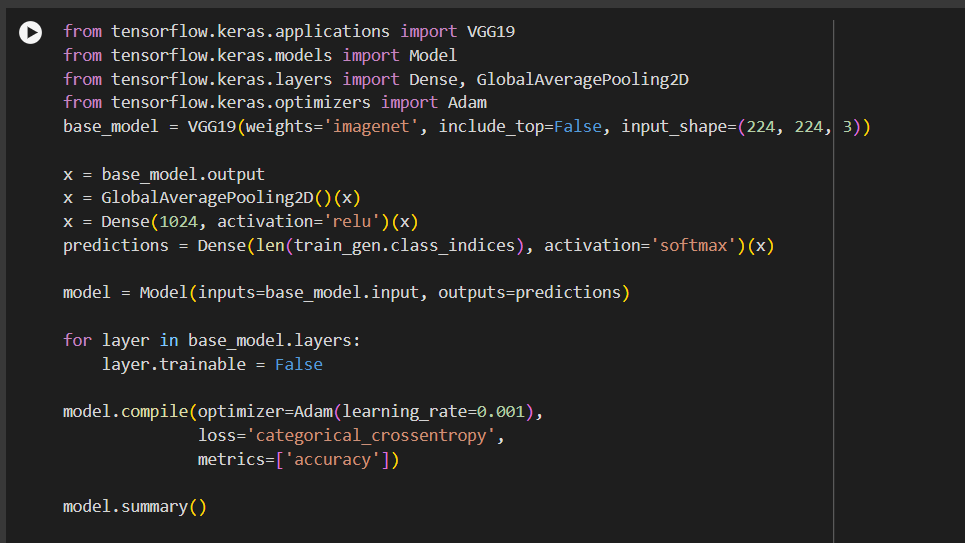 from tensorflow.keras.applications import VGG19
from tensorflow.keras.models import Model
from tensorflow.keras.layers import Dense, GlobalAveragePooling2D
from tensorflow.keras.optimizers import Adam
base_model = VGG19(weights='imagenet', include_top=False, input_shape=(224, 224, 3))

x = base_model.output
x = GlobalAveragePooling2D()(x)
x = Dense(1024, activation='relu')(x)
predictions = Dense(len(train_gen.class_indices), activation='softmax')(x)

model = Model(inputs=base_model.input, outputs=predictions)

for layer in base_model.layers:
    layer.trainable = False

model.compile(optimizer=Adam(learning_rate=0.001),
              loss='categorical_crossentropy',
              metrics=['accuracy'])

model.summary()